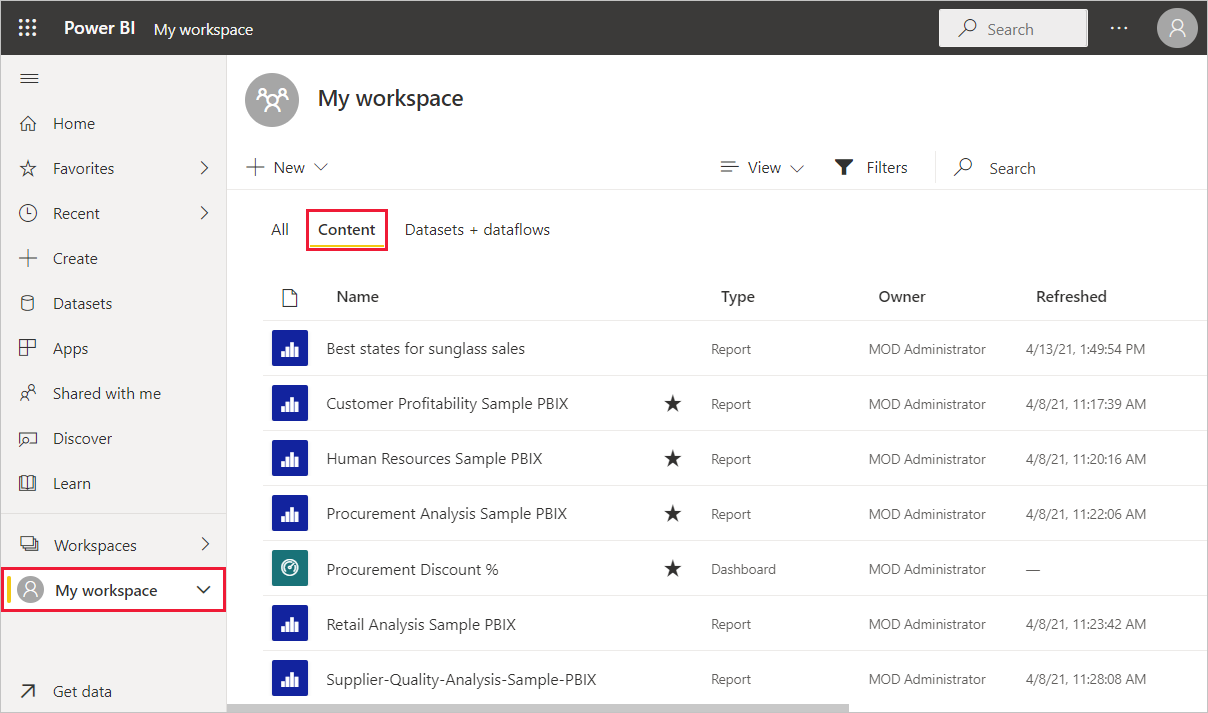 Power BI My workspace Search
My workspace
Home
Favorites
Recent
Create
Datasets
Apps
Shared with me
Discover
Learn
Workspaces
My workspace
Get data
New View Filters Search
All Content Datasets + dataflows
Name Type Owner Refreshed
Best states for sunglass sales Report MOD Administrator 4/13/21, 1:49:54 PM
Customer Profitability Sample PBIX Report MOD Administrator 4/8/21, 11:17:39 AM
Human Resources Sample PBIX Report MOD Administrator 4/8/21, 11:20:16 AM
Procurement Analysis Sample PBIX Report MOD Administrator 4/8/21, 11:22:06 AM
Procurement Discount % Dashboard MOD Administrator —
Retail Analysis Sample PBIX Report MOD Administrator 4/8/21, 11:23:42 AM
Supplier-Quality-Analysis-Sample-PBIX Report MOD Administrator 4/8/21, 11:28:08 AM